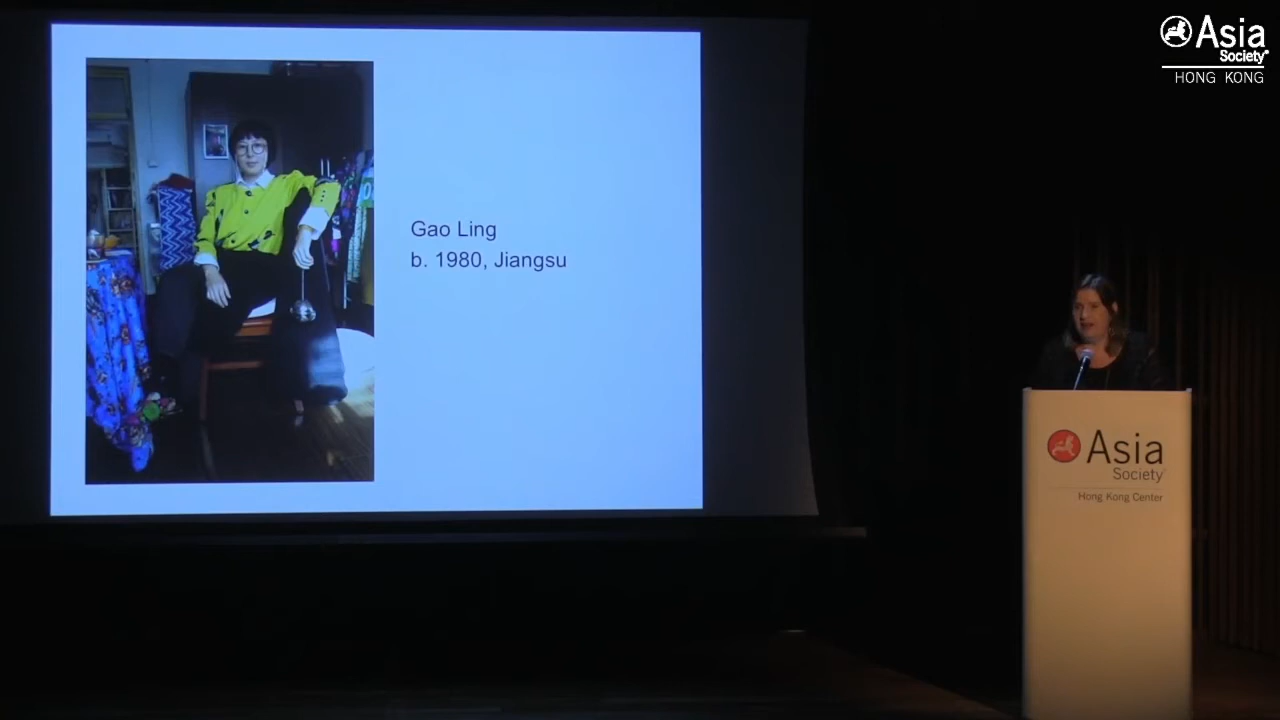 Gao Ling
b. 1980, Jiangsu
Asia
Society
HONG KONG
Asia
Society
Hong Kong Center